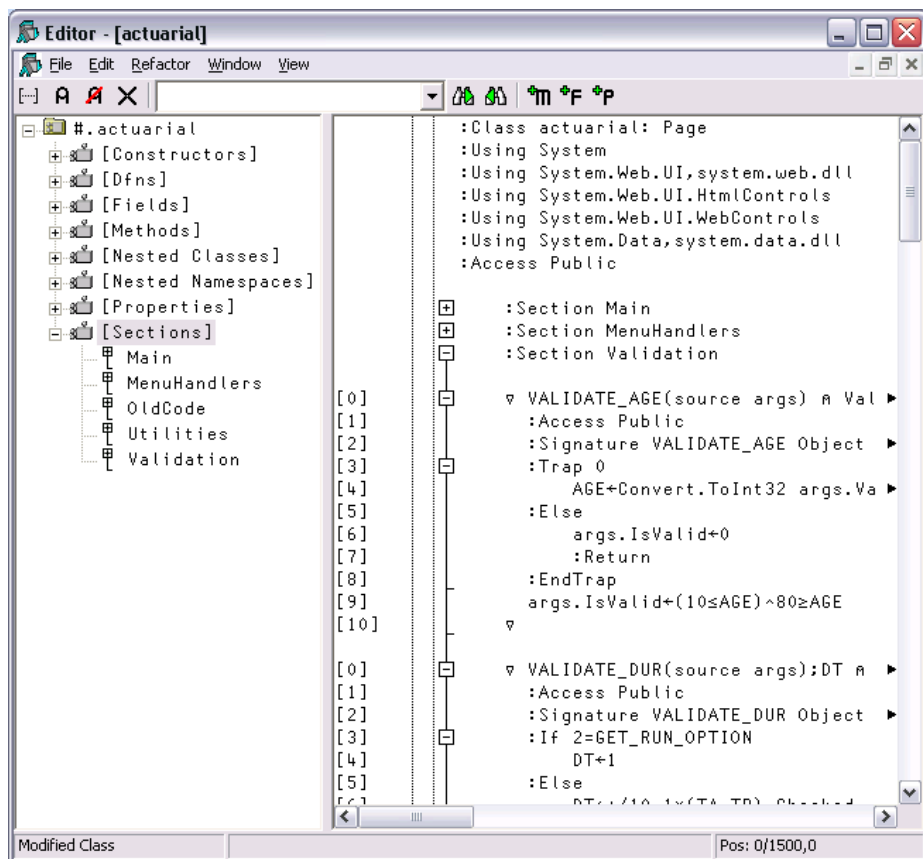 Editor - [actuarial]
File Edit Refactor Window View
#.actuarial
[Constructors]
[Dfns]
[Fields]
[Methods]
[Nested Classes]
[Nested Namespaces]
[Properties]
[Sections]
Main
MenuHandlers
OldCode
Utilities
Validation
:Class actuarial: Page
:Using System
:Using System.Web.UI,system.web.dll
:Using System.Web.UI.HtmlControls
:Using System.Web.UI.WebControls
:Using System.Data,system.data.dll
:Access Public
:Section Main
:Section MenuHandlers
:Section Validation
[0] ∇ VALIDATE_AGE(source args) ⍝ Val
[1] :Access Public
[2] :Signature VALIDATE_AGE Object
[3] :Trap 0
[4] AGE←Convert.ToInt32 args.Va
[5] :Else
[6] args.IsValid←0
[7] :Return
[8] :EndTrap
[9] args.IsValid←(10≤AGE)^80≥AGE
[10] ∇
[0] ∇ VALIDATE_DUR(source args);DT ⍝
[1] :Access Public
[2] :Signature VALIDATE_DUR Object
[3] :If 2=GET_RUN_OPTION
[4] DT←1
[5] :Else
Modified Class
Pos: 0/1500,0